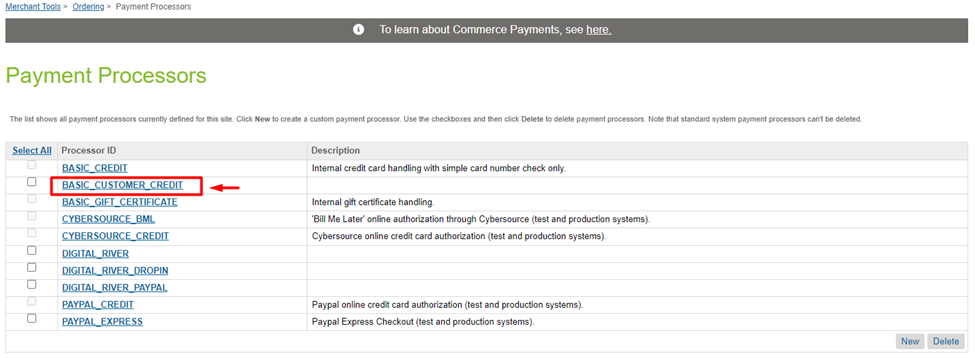 Merchant Tools > Ordering > Payment Processors
To learn about Commerce Payments, see here.
Payment Processors
The list shows all payment processors currently defined for this site. Click New to create a custom payment processor. Use the checkboxes and then click Delete to delete payment processors. Note that standard system payment processors can't be deleted.
Select All Processor ID Description
BASIC_CREDIT Internal credit card handling with simple card number check only.
BASIC_CUSTOMER_CREDIT
BASIC_GIFT_CERTIFICATE Internal gift certificate handling.
CYBERSOURCE_BML 'Bill Me Later' online authorization through Cybersource (test and production systems).
CYBERSOURCE_CREDIT Cybersource online credit card authorization (test and production systems).
DIGITAL_RIVER
DIGITAL_RIVER_DROPIN
DIGITAL_RIVER_PAYPAL
PAYPAL_CREDIT Paypal online credit card authorization (test and production systems).
PAYPAL_EXPRESS Paypal Express Checkout (test and production systems).
New Delete